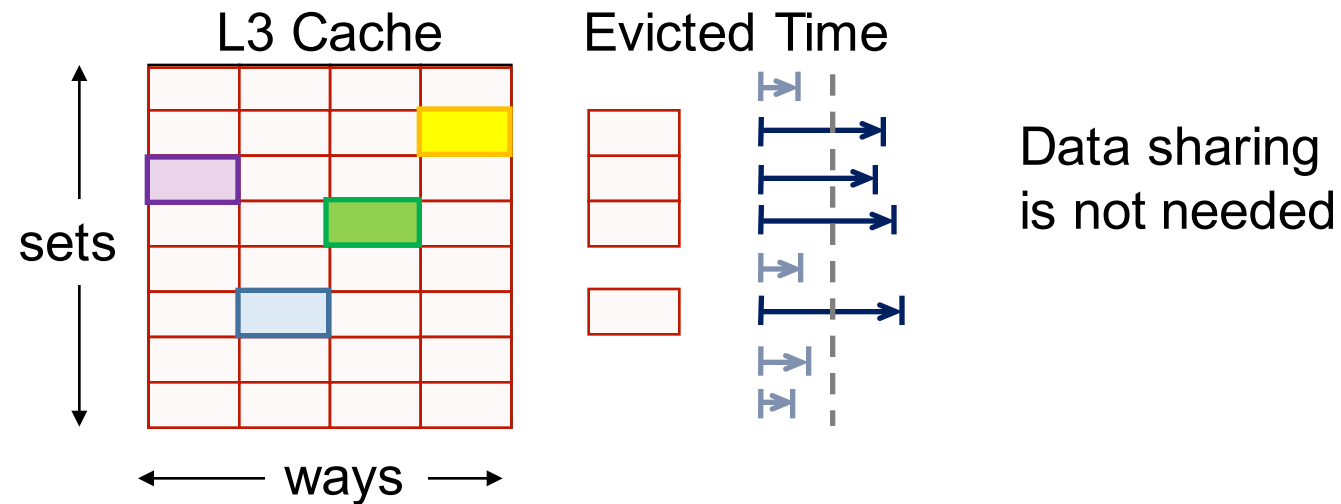 L3 Cache
Evicted Time
Data sharing
is not needed
sets
ways